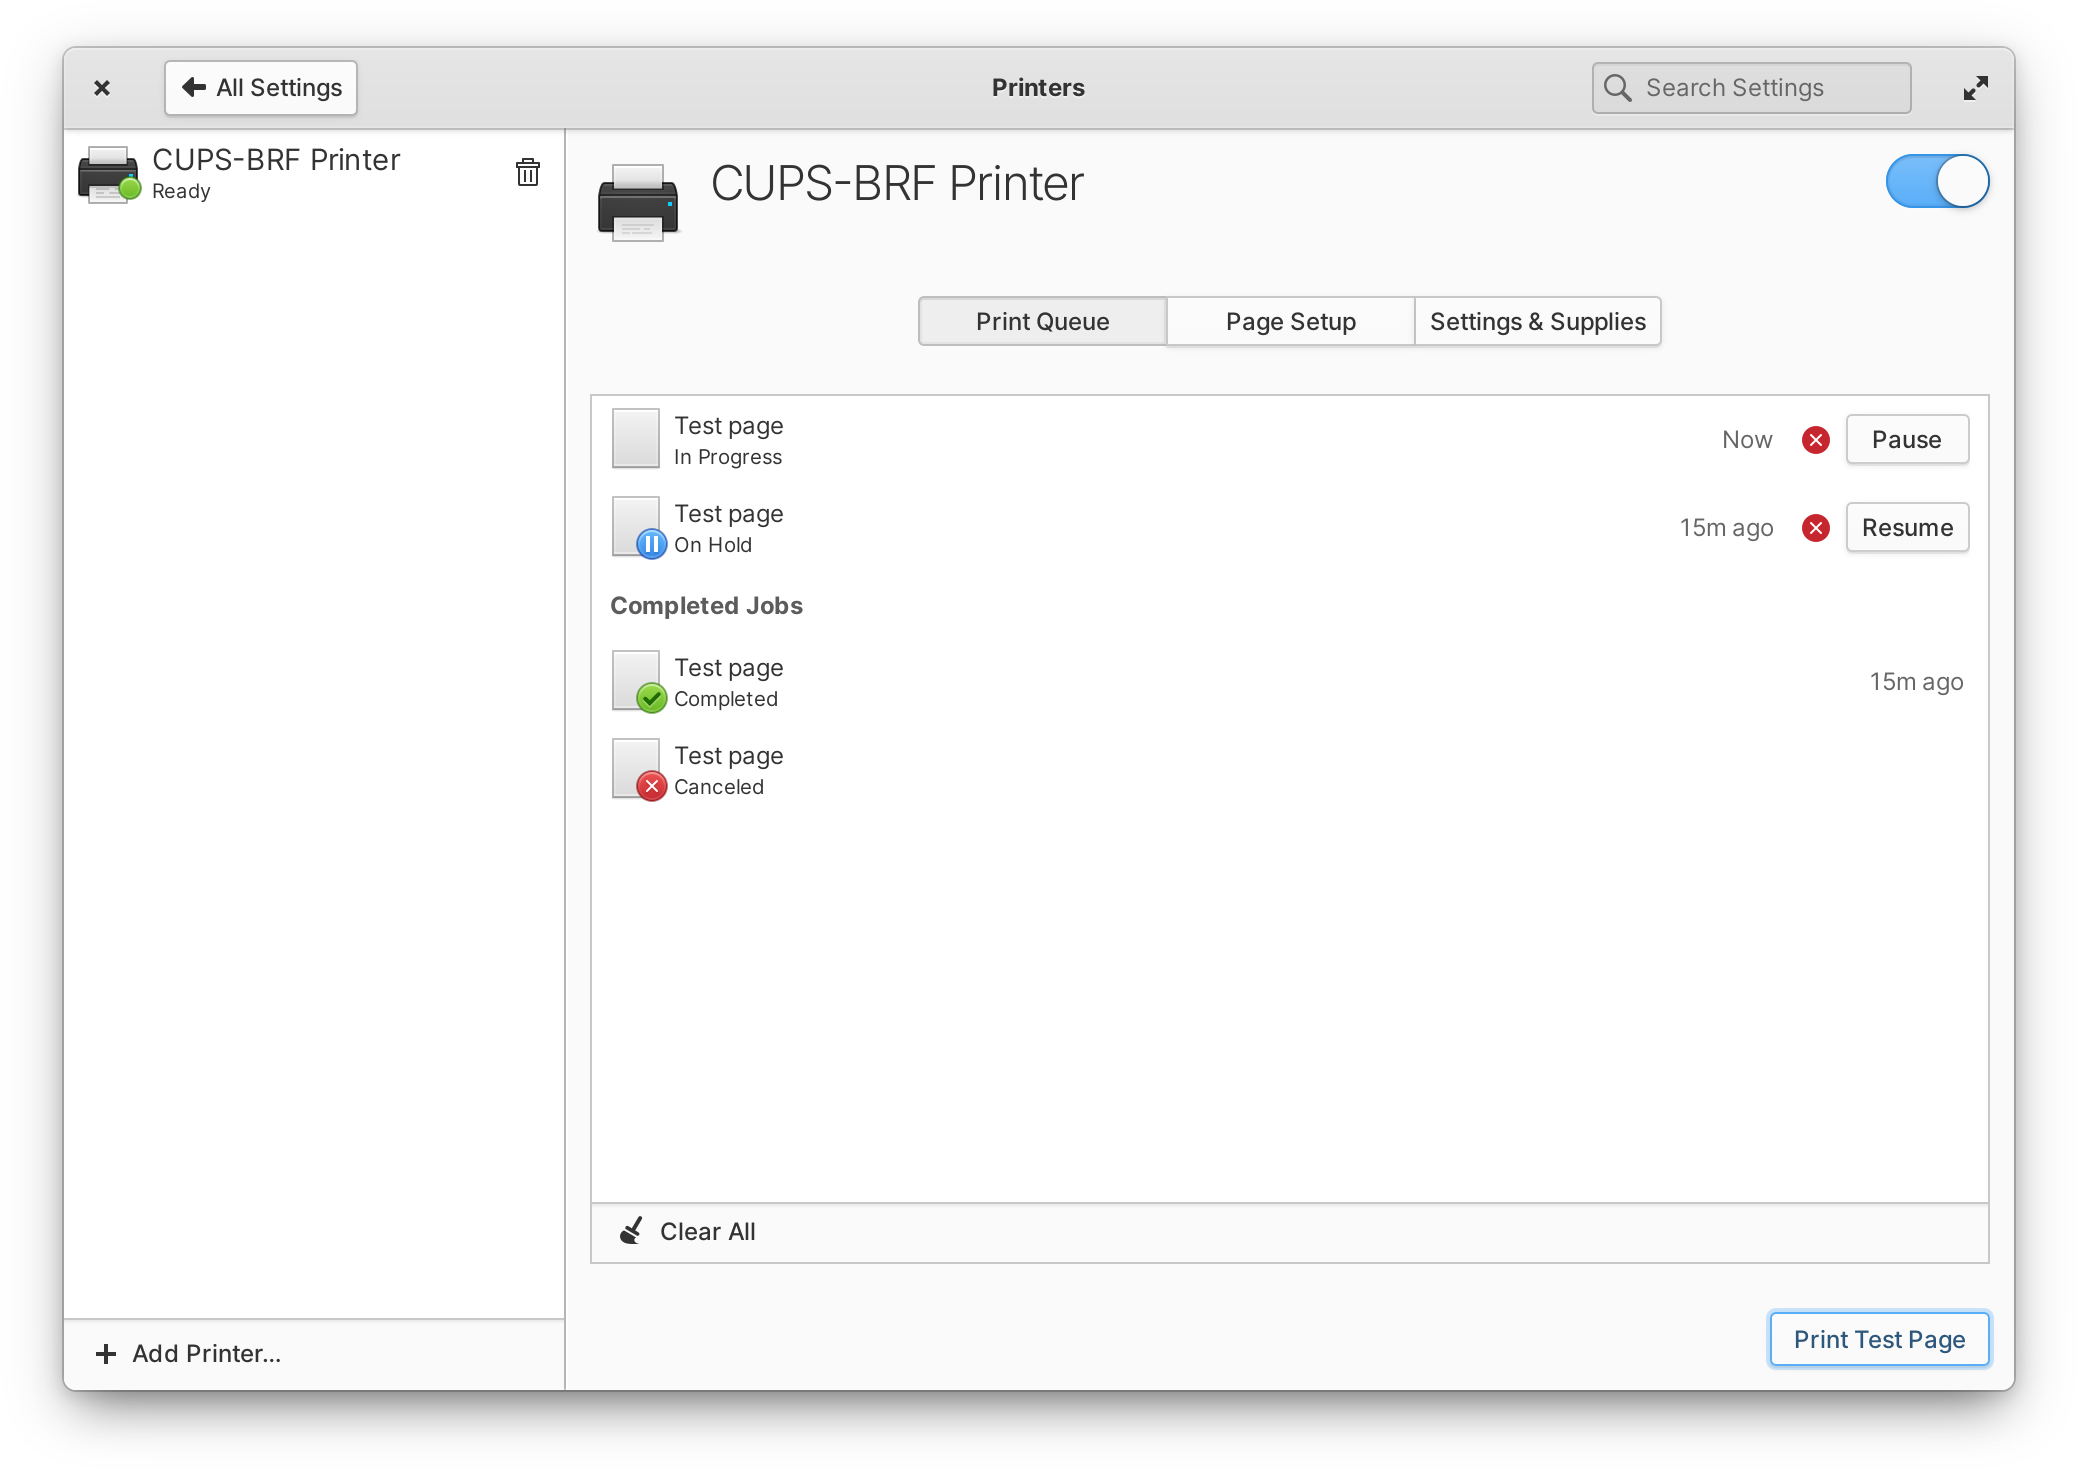 All Settings
Printers
Search Settings
CUPS-BRF Printer
Ready
CUPS-BRF Printer
Print Queue
Page Setup
Settings & Supplies
Test page
In Progress
Now
Pause
Test page
On Hold
15m ago
Resume
Completed Jobs
Test page
Completed
15m ago
Test page
Canceled
Clear All
Add Printer...
Print Test Page